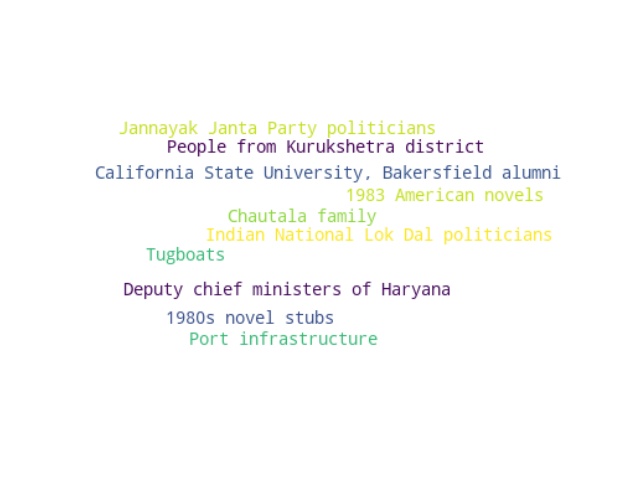 Jannayak Janta Party politicians
People from Kurukshetra district
California State University, Bakersfield alumni
1983 American novels
Chautala family
Indian National Lok Dal politicians
Tugboats
Deputy chief ministers of Haryana
1980s novel stubs
Port infrastructure